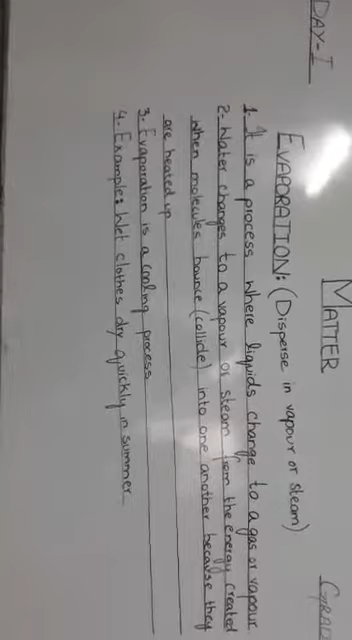 DAY-I
MATTER
GRAD
EVAPORATION: (Disperse in vapour or steam)
1- It is a process where liquids change to a gas or vapour
2- Water changes to a vapour or steam from the energy created
when molecules bounce (collide) into one another because they
are heated up
3- Evaporation is a cooling process
4- Example: Wet clothes dry quickly in summer